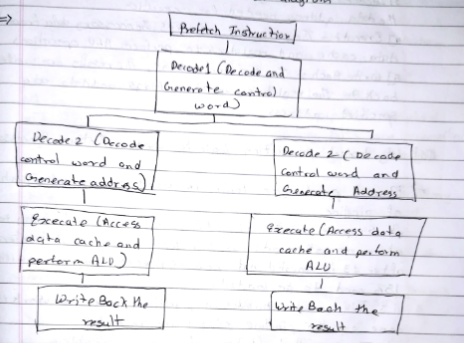 diagram
⇒
Prefetch Instruction
Decode1 (Decode and
Generate control
word)
Decode 2 (Decode
control word and
Generate address)
Decode 2 (Decode
control word and
Generate Address
Execute (Access
data cache and
perform ALU)
Execute (Access data
cache and perform
ALU
Write Back the
result
Write Back the
result